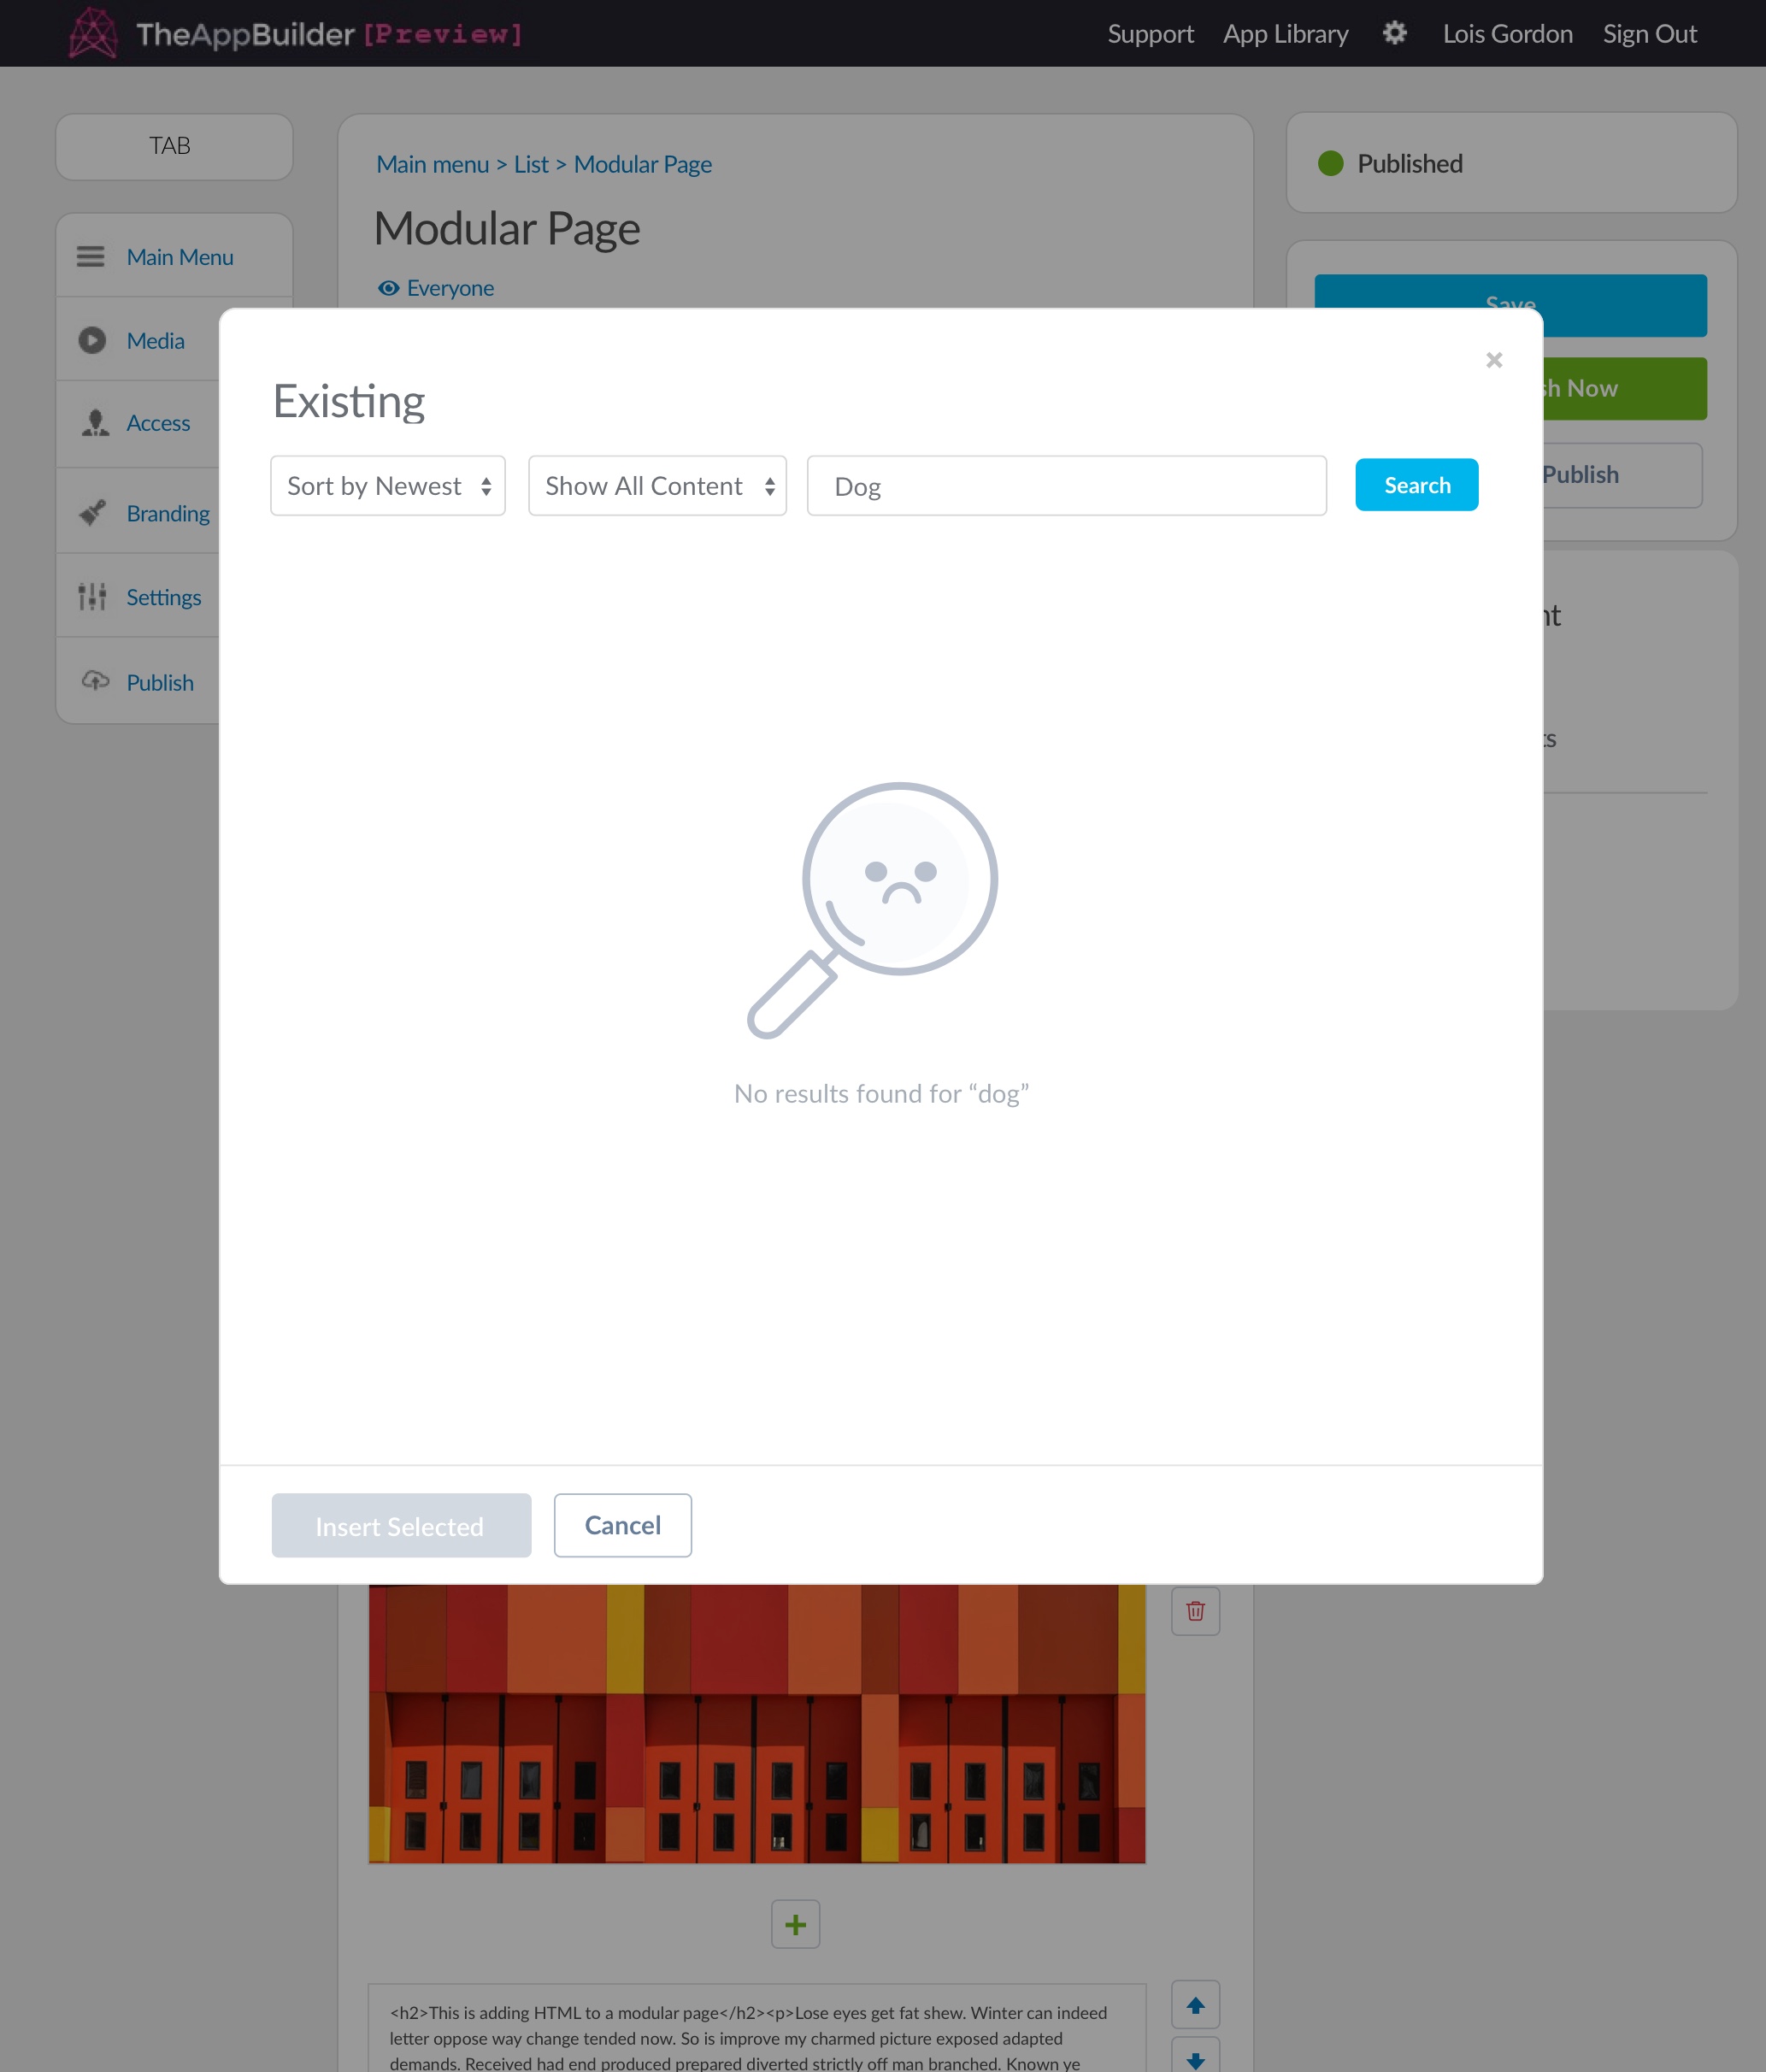 TheAppBuilder [Preview]
Support App Library Lois Gordon Sign Out
TAB
Main Menu
Media
Access
Branding
Settings
Publish
Main menu > List > Modular Page
Modular Page
Everyone
Published
Save
sh Now
Publish
nt
ts
Existing
Sort by Newest
Show All Content
Dog
Search
No results found for “dog”
Insert Selected
Cancel
<h2>This is adding HTML to a modular page</h2><p>Lose eyes get fat shew. Winter can indeed
letter oppose way change tended now. So is improve my charmed picture exposed adapted
demands. Received had end produced prepared diverted strictly off man branched. Known ye